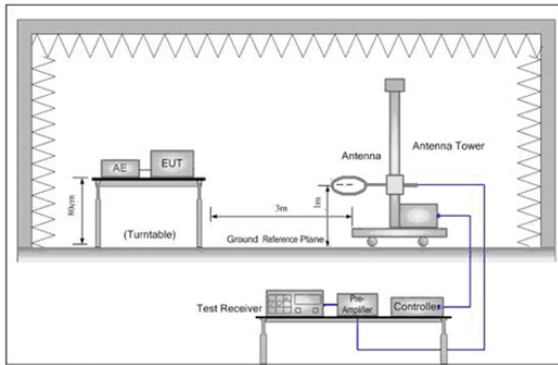 Antenna Tower
Antenna
EUT
AE
80cm
1m
3m
(Turntable)
Ground Reference Plane
Test Receiver
Pre-
Amplifier
Controller